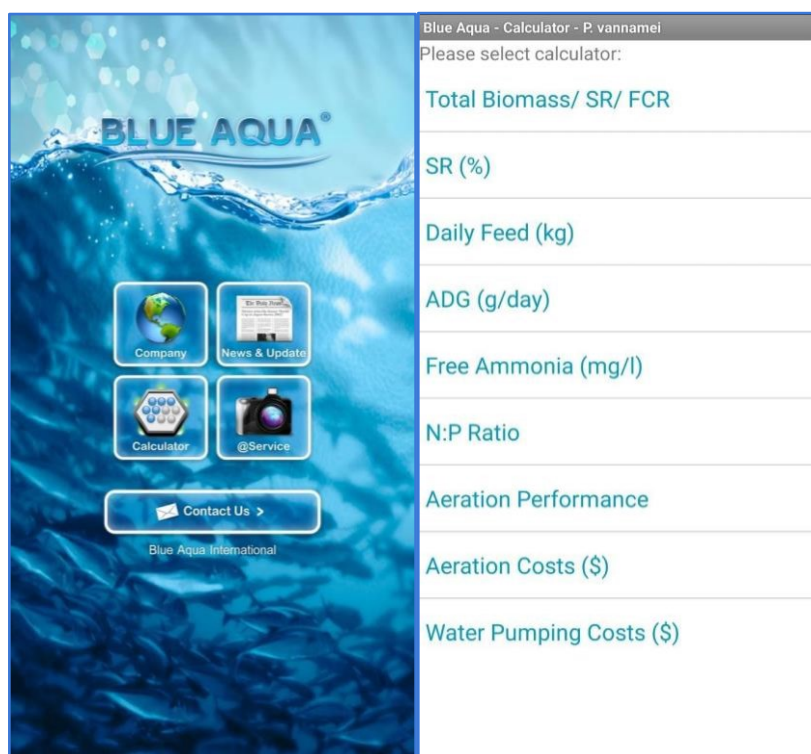 BLUE AQUA®
Company
News & Update
Calculator
@Service
Contact Us >
Blue Aqua International
Blue Aqua - Calculator - P. vannamei
Please select calculator:
Total Biomass/ SR/ FCR
SR (%)
Daily Feed (kg)
ADG (g/day)
Free Ammonia (mg/l)
N:P Ratio
Aeration Performance
Aeration Costs ($)
Water Pumping Costs ($)